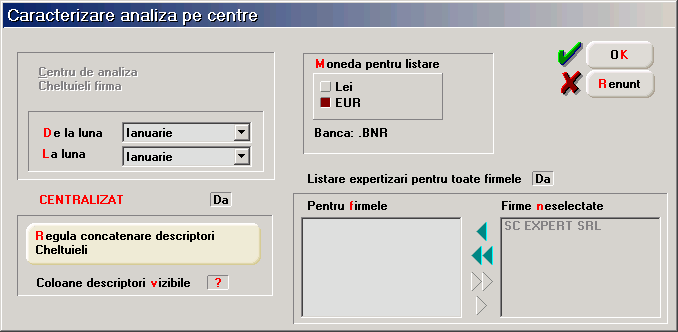 Caracterizare analiza pe centre
Centru de analiza
Cheltuieli firma
De la luna
Ianuarie
La luna
Ianuarie
CENTRALIZAT
Da
Regula concatenare descriptori
Cheltuieli
Coloane descriptori vizibile
?
Moneda pentru listare
Lei
EUR
Banca: .BNR
OK
Renunt
Listare expertizari pentru toate firmele
Da
Pentru firmele
Firme neselectate
SC EXPERT SRL